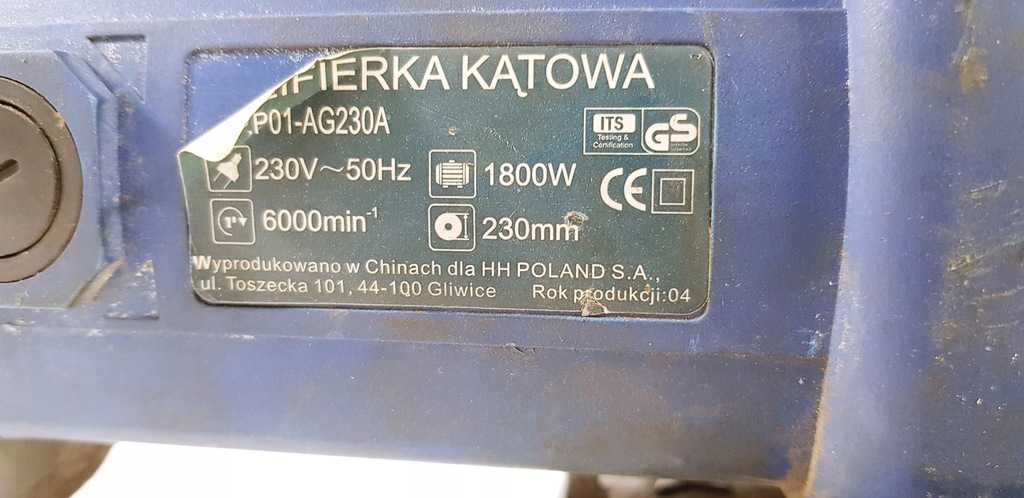 LIFIERKA KĄTOWA
.P01-AG230A
ITS
Testing &
Certification
GS
230V~50Hz
1800W
CE
6000min-1
230mm
Wyprodukowano w Chinach dla HH POLAND S.A.,
ul. Toszecka 101, 44-100 Gliwice Rok produkcji:04